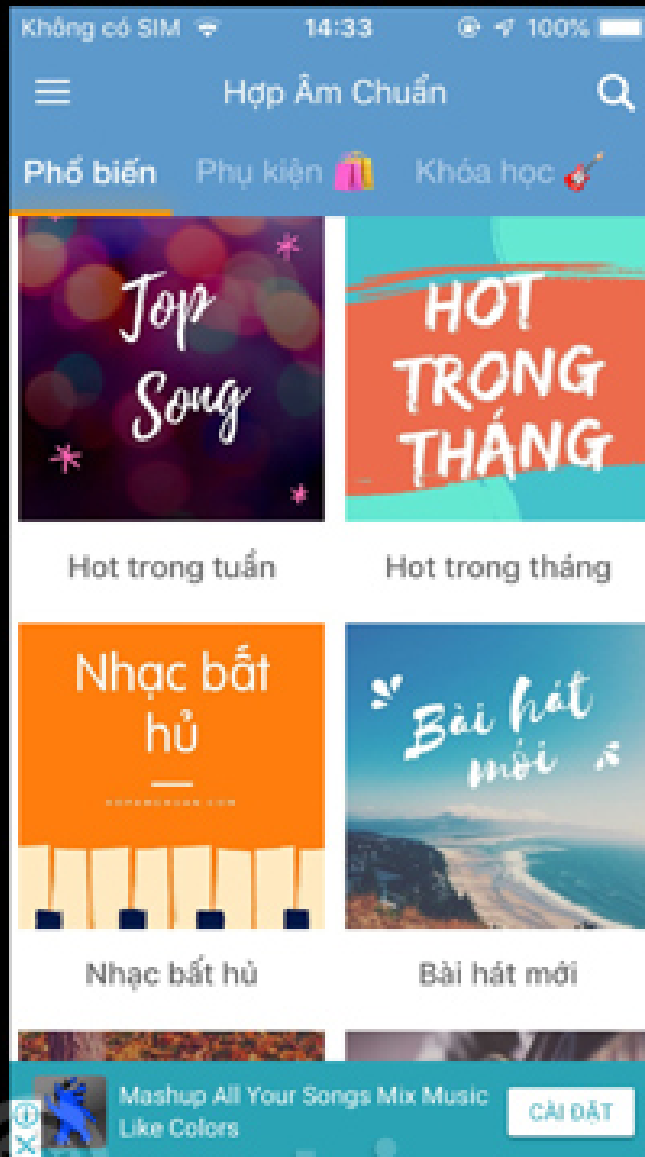 Không có SIM 14:33 100%
Hợp Âm Chuẩn
Phổ biến Phụ kiện Khóa học
Top
Song
HOT
TRONG
THÁNG
Hot trong tuần
Hot trong tháng
Nhạc bất
hủ
HOPAMCHUAN.COM
Bài hát
mới
Nhạc bất hủ
Bài hát mới
Mashup All Your Songs Mix Music
Like Colors
CÀI ĐẶT